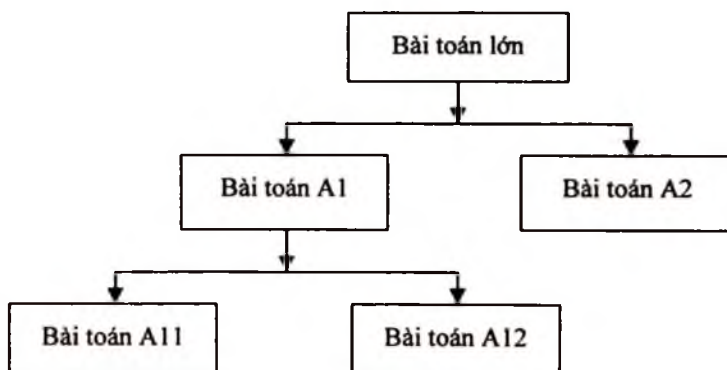 Bài toán lớn
Bài toán A1
Bài toán A2
Bài toán A11
Bài toán A12